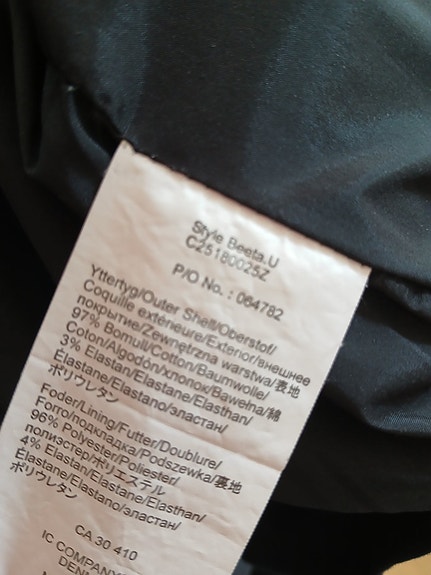 Style Beeta.U
CZ5180025Z
P/O No. : 064782
Yttertyg/Outer Shell/Oberstof/
Coquille extérieure/Exterior/внешнее
покрытие/Zewnętrzna warstwa/表地
97% Bomull/Cotton/Baumwolle/
Coton/Algodón/хлопок/Bawełna/綿
3% Elastan/Elastane/Elasthan/
Élastane/Elastano/эластан/
ポリウレタン
Foder/Lining/Futter/Doublure/
Forro/подкладка/Podszewka/裏地
96% Polyester/Poliester/
полиэстер/ポリエステル
4% Elastan/Elastane/Elasthan/
Élastane/Elastano/эластан/
ポリウレタン
CA 30 410
IC COMPANY